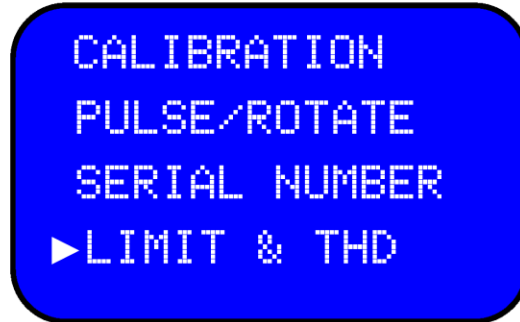 CALIBRATION
PULSE/ROTATE
SERIAL NUMBER
►LIMIT & THD